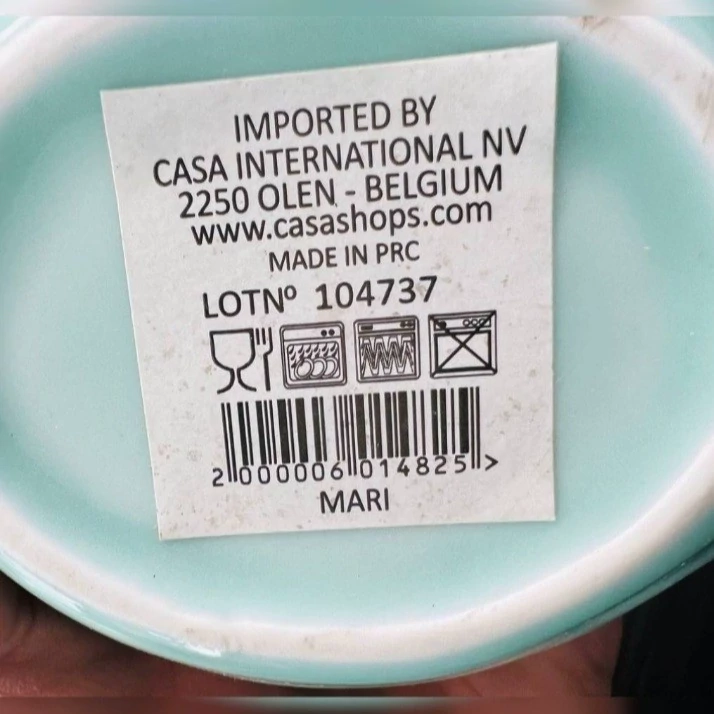 IMPORTED BY
CASA INTERNATIONAL NV
2250 OLEN - BELGIUM
www.casashops.com
MADE IN PRC
LOTNº 104737
2 000006 014825 >
MARI